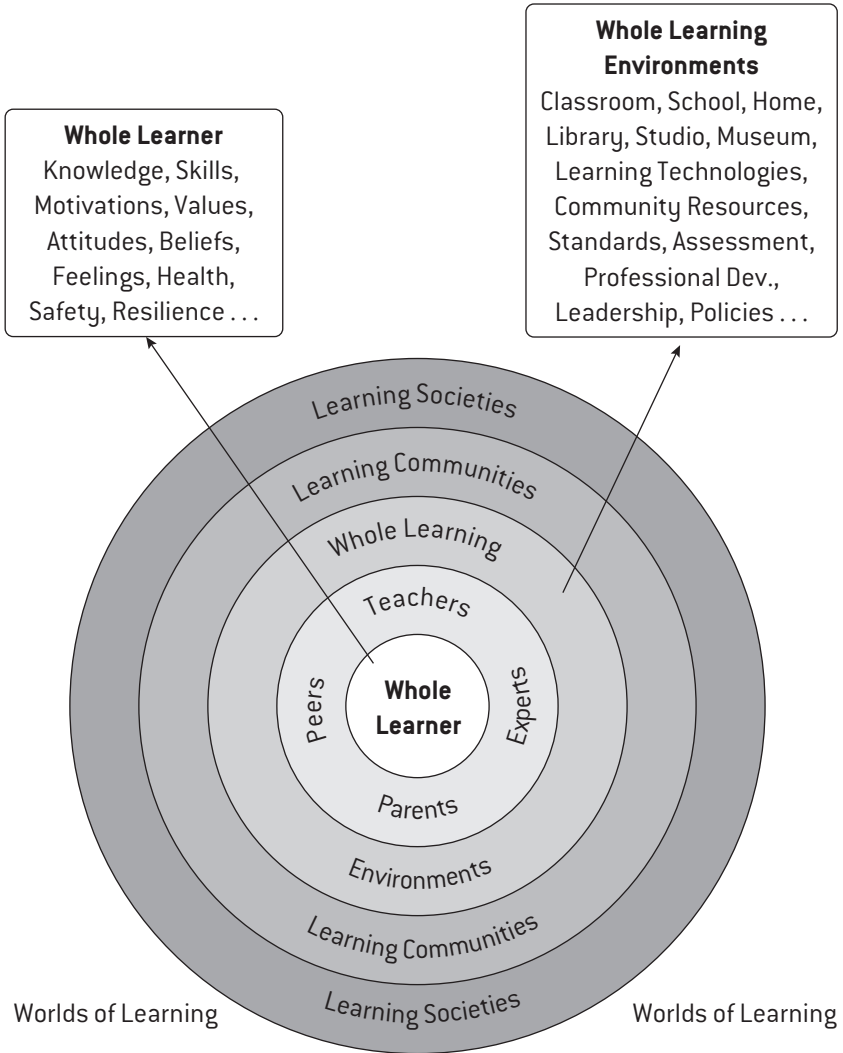 Whole Learning
Environments
Classroom, School, Home,
Library, Studio, Museum,
Learning Technologies,
Community Resources,
Standards, Assessment,
Professional Dev.,
Leadership, Policies . . .
Whole Learner
Knowledge, Skills,
Motivations, Values,
Attitudes, Beliefs,
Feelings, Health,
Safety, Resilience . . .
Learning Societies
Learning Communities
Whole Learning
Teachers
Peers
Whole
Learner
Experts
Parents
Environments
Learning Communities
Learning Societies
Worlds of Learning
Worlds of Learning